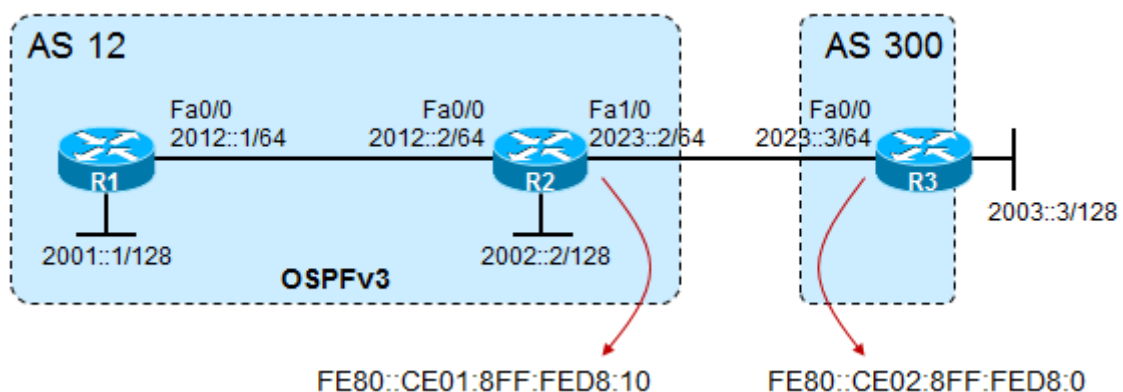 AS 12
AS 300
Fa0/0
2012::1/64
Fa0/0
2012::2/64
Fa1/0
2023::2/64
Fa0/0
2023::3/64
R1
R2
R3
2001::1/128
2002::2/128
2003::3/128
OSPFv3
FE80::CE01:8FF:FED8:10
FE80::CE02:8FF:FED8:0